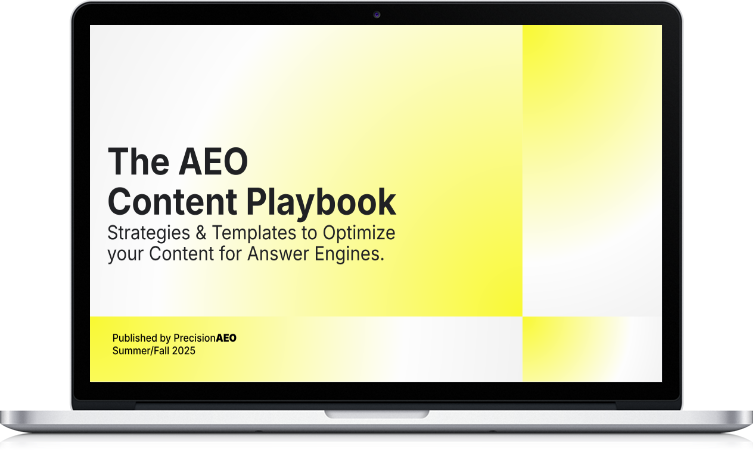 The AEO
Content Playbook
Strategies & Templates to Optimize
your Content for Answer Engines.
Published by PrecisionAEO
Summer/Fall 2025